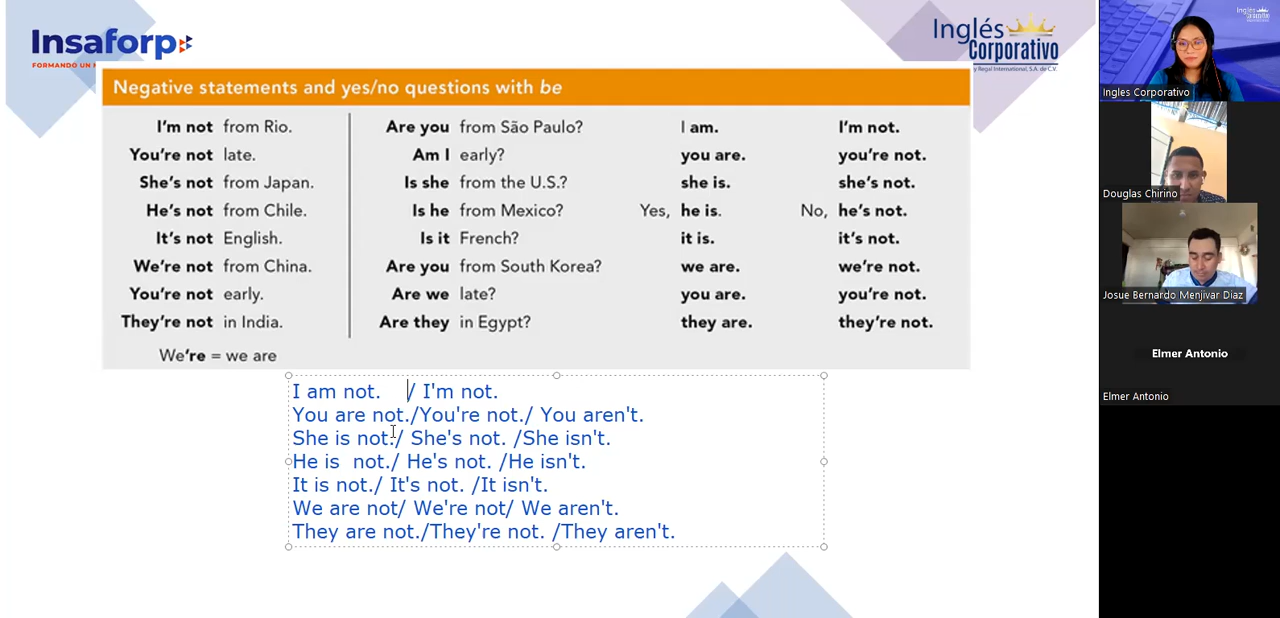 Insaforp
FORMANDO UN
Inglés
Corporativo
y Regal International, S.A. de C.V.
Negative statements and yes/no questions with be
I'm not from Rio. Are you from São Paulo? I am. I'm not.
You're not late. Am I early? you are. you're not.
She's not from Japan. Is she from the U.S.? she is. she's not.
He's not from Chile. Is he from Mexico? Yes, he is. No, he's not.
It's not English. Is it French? it is. it's not.
We're not from China. Are you from South Korea? we are. we're not.
You're not early. Are we late? you are. you're not.
They're not in India. Are they in Egypt? they are. they're not.
We're = we are
I am not. / I'm not.
You are not./You're not./ You aren't.
She is not./ She's not. /She isn't.
He is  not./ He's not. /He isn't.
It is not./ It's not. /It isn't.
We are not/ We're not/ We aren't.
They are not./They're not. /They aren't.
Inglés
Corporativo
Ingles Corporativo
Douglas Chirino
Josue Bernardo Menjivar Diaz
Elmer Antonio
Elmer Antonio